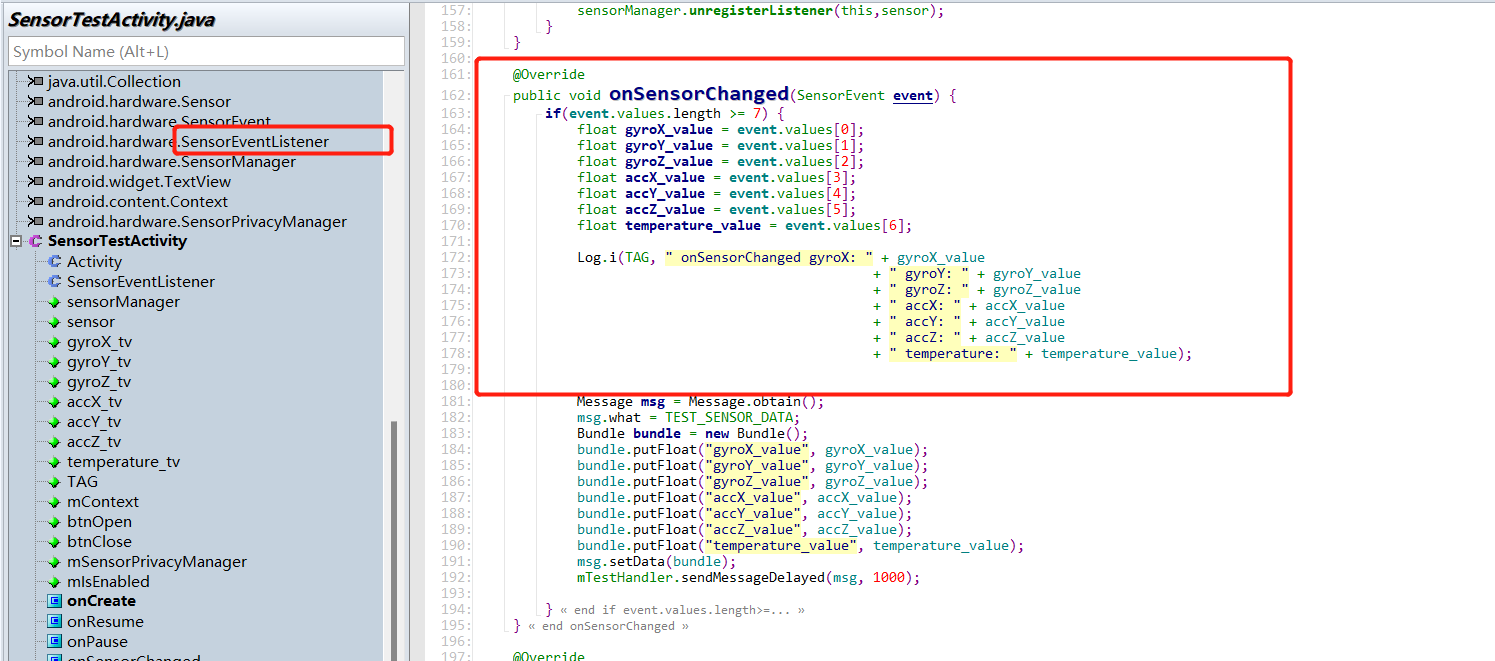 SensorTestActivity.java
Symbol Name (Alt+L)
java.util.Collection
android.hardware.Sensor
android.hardware.SensorEvent
android.hardware.SensorEventListener
android.hardware.SensorManager
android.widget.TextView
android.content.Context
android.hardware.SensorPrivacyManager
SensorTestActivity
Activity
SensorEventListener
sensorManager
sensor
gyroX_tv
gyroY_tv
gyroZ_tv
accX_tv
accY_tv
accZ_tv
temperature_tv
TAG
mContext
btnOpen
btnClose
mSensorPrivacyManager
mIsEnabled
onCreate
onResume
onPause
onSensorChanged
157: sensorManager.unregisterListener(this,sensor);
158: }
159: }
160:
161: @Override
162: public void onSensorChanged(SensorEvent event) {
163: if(event.values.length >= 7) {
164: float gyroX_value = event.values[0];
165: float gyroY_value = event.values[1];
166: float gyroZ_value = event.values[2];
167: float accX_value = event.values[3];
168: float accY_value = event.values[4];
169: float accZ_value = event.values[5];
170: float temperature_value = event.values[6];
171:
172: Log.i(TAG, " onSensorChanged gyroX: " + gyroX_value
173: + " gyroY: " + gyroY_value
174: + " gyroZ: " + gyroZ_value
175: + " accX: " + accX_value
176: + " accY: " + accY_value
177: + " accZ: " + accZ_value
178: + " temperature: " + temperature_value);
179:
180:
181: Message msg = Message.obtain();
182: msg.what = TEST_SENSOR_DATA;
183: Bundle bundle = new Bundle();
184: bundle.putFloat("gyroX_value", gyroX_value);
185: bundle.putFloat("gyroY_value", gyroY_value);
186: bundle.putFloat("gyroZ_value", gyroZ_value);
187: bundle.putFloat("accX_value", accX_value);
188: bundle.putFloat("accY_value", accY_value);
189: bundle.putFloat("accZ_value", accZ_value);
190: bundle.putFloat("temperature_value", temperature_value);
191: msg.setData(bundle);
192: mTestHandler.sendMessageDelayed(msg, 1000);
193:
194: } « end if event.values.length>=... »
195: } « end onSensorChanged »
196:
197: @Override